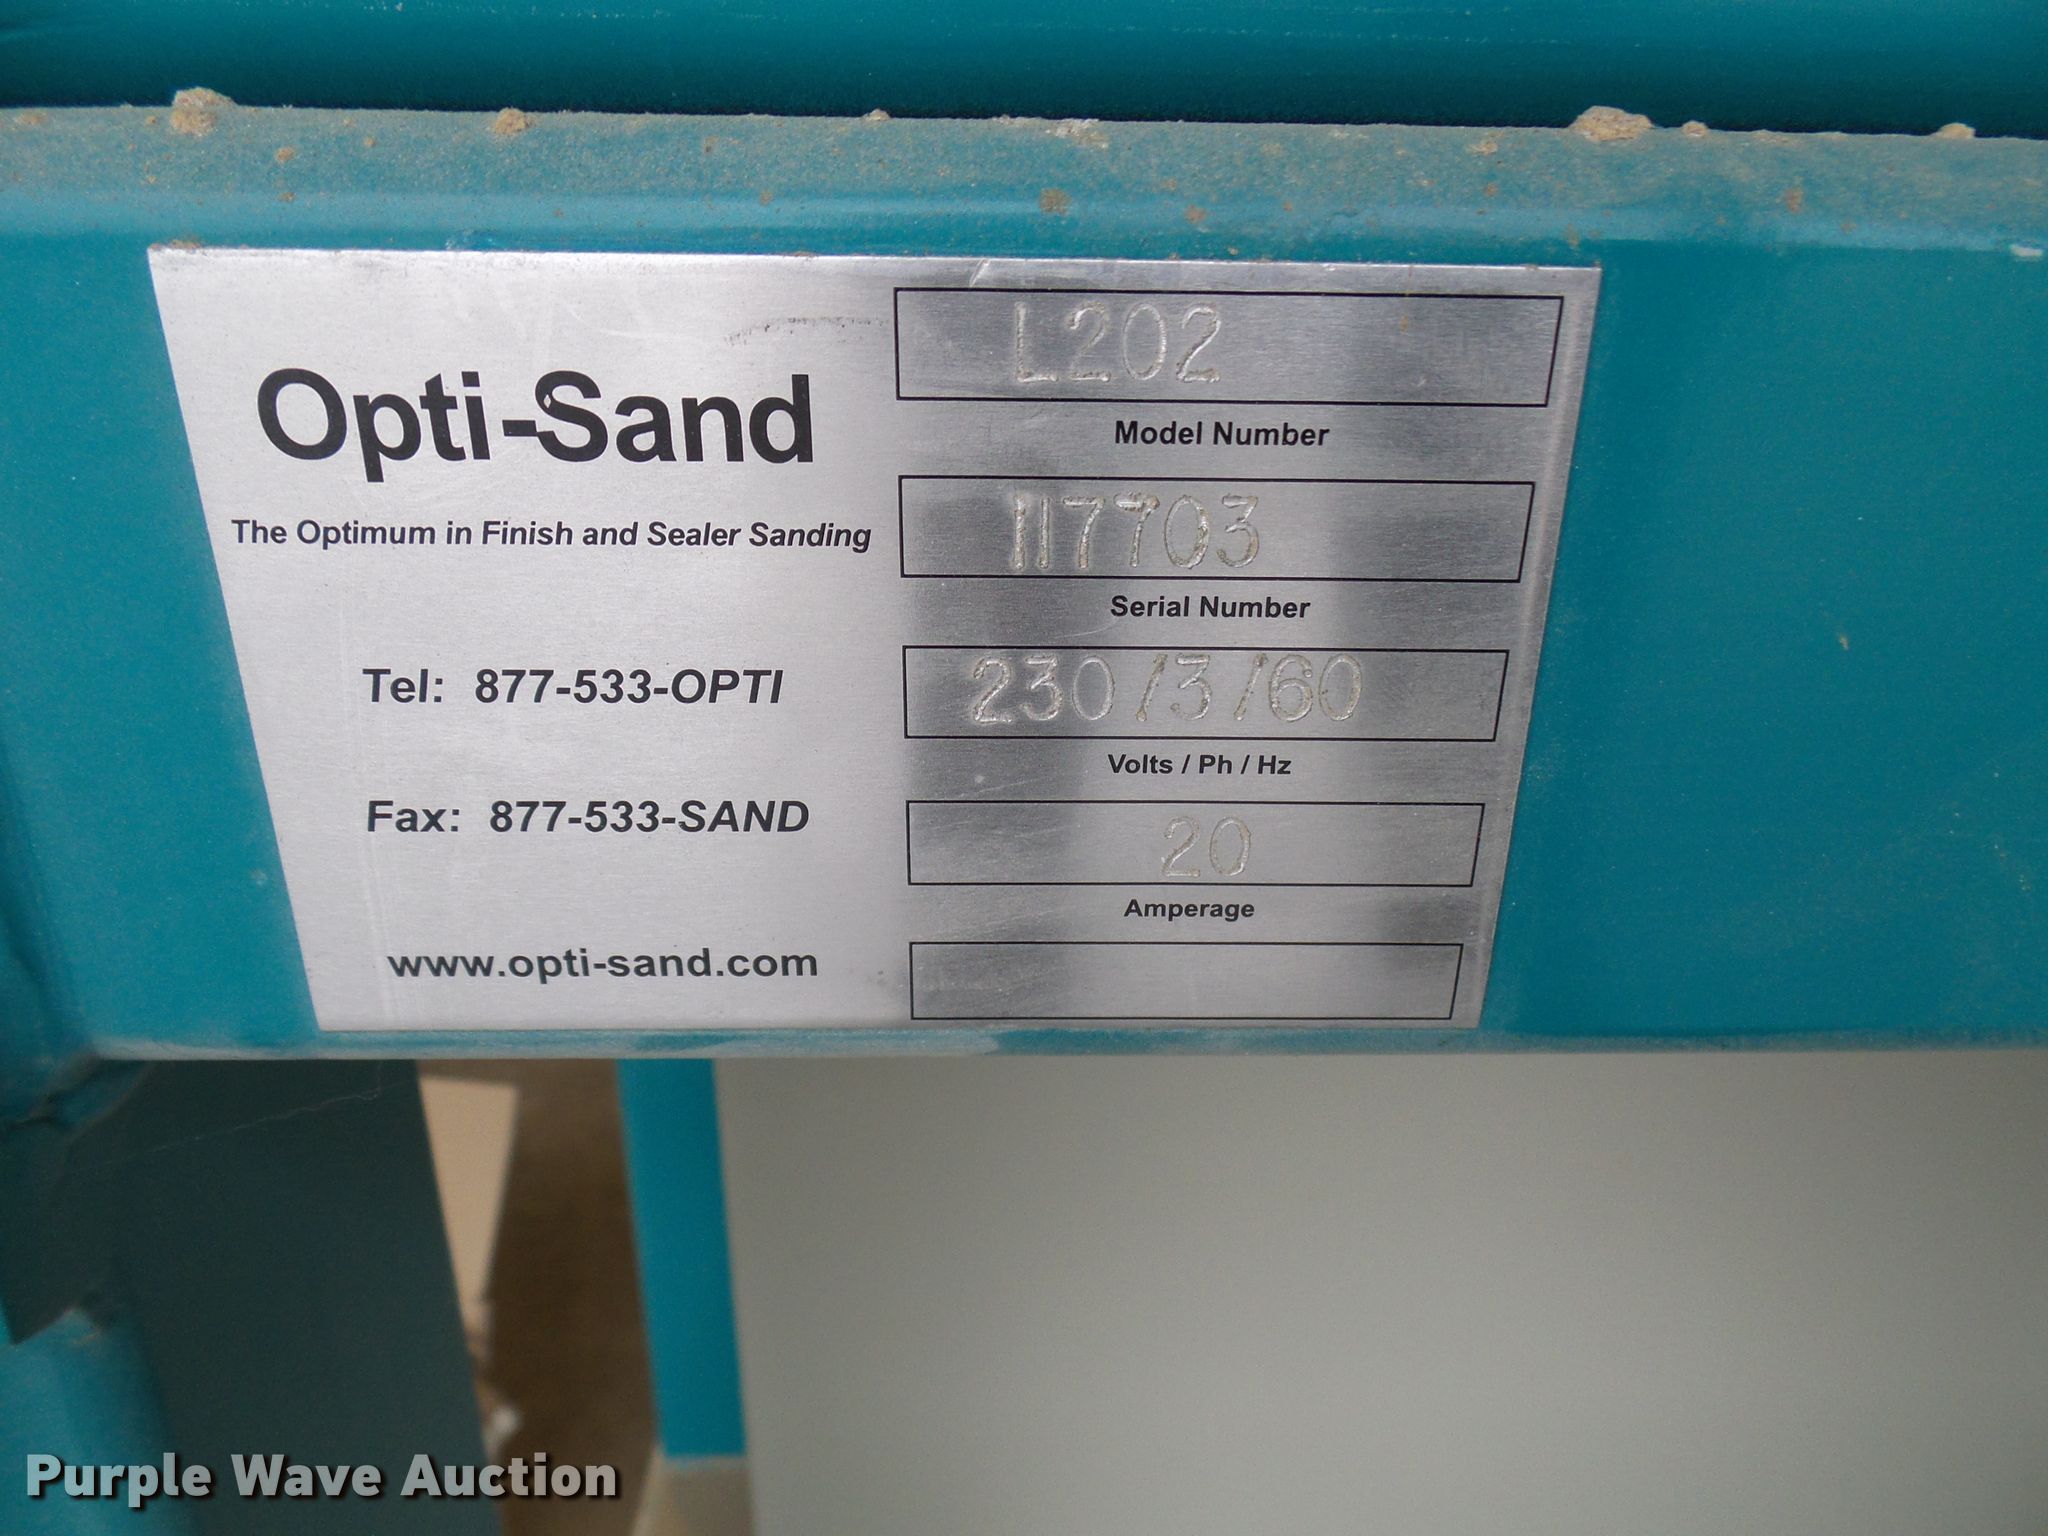 Opti-Sand
The Optimum in Finish and Sealer Sanding
Tel: 877-533-OPTI
Fax: 877-533-SAND
www.opti-sand.com
L202
Model Number
117703
Serial Number
230/3/60
Volts / Ph / Hz
20
Amperage
Purple Wave Auction